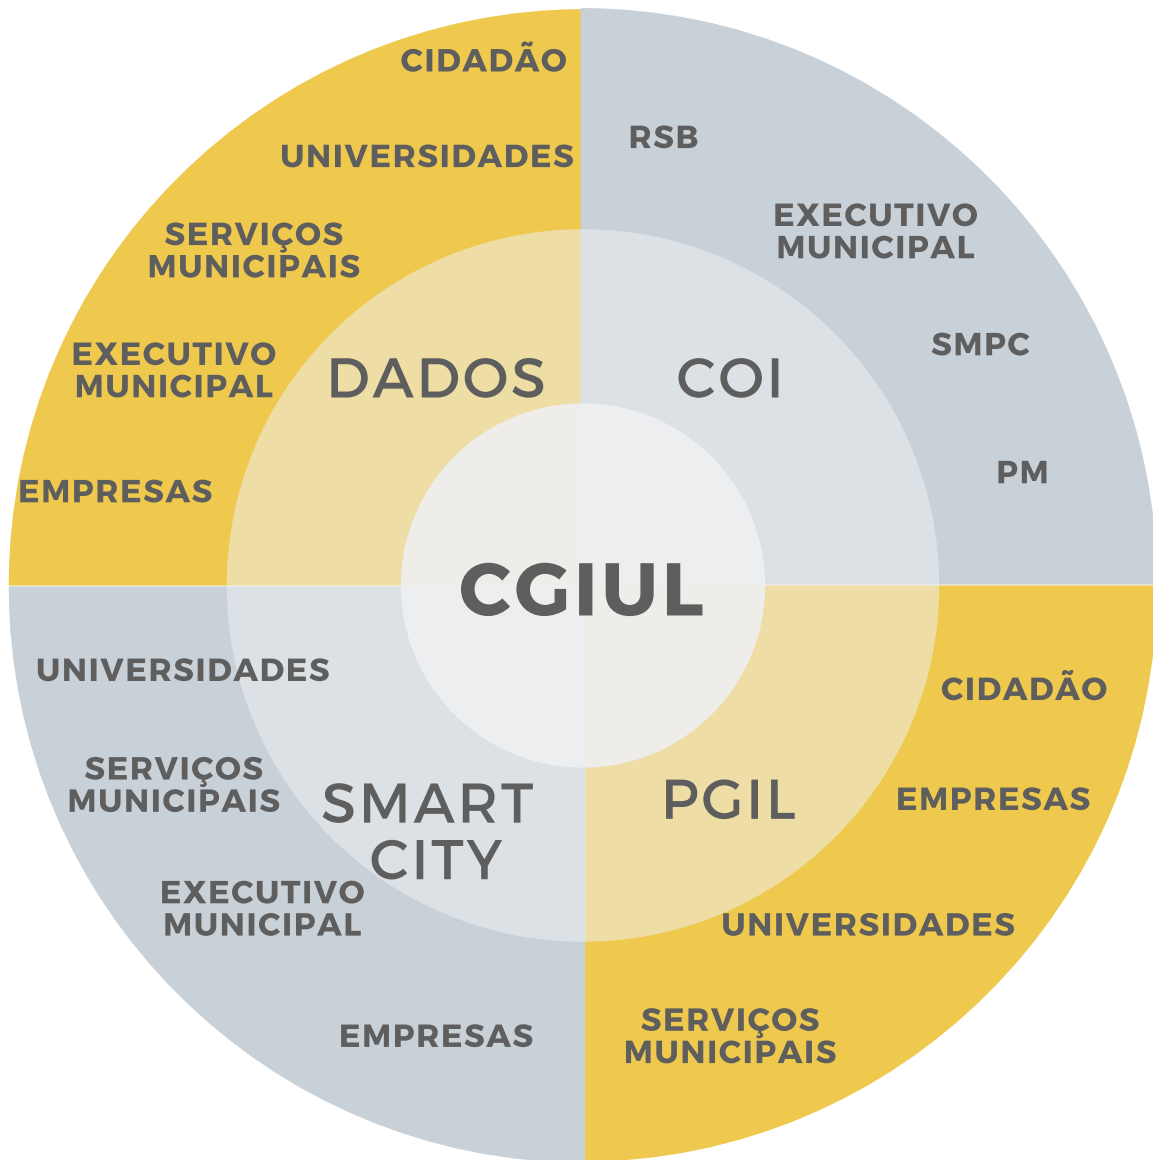 CIDADÃO
UNIVERSIDADES
SERVIÇOS
MUNICIPAIS
EXECUTIVO
MUNICIPAL
EMPRESAS
DADOS
RSB
EXECUTIVO
MUNICIPAL
SMPC
PM
COI
CGIUL
UNIVERSIDADES
SERVIÇOS
MUNICIPAIS
EXECUTIVO
MUNICIPAL
EMPRESAS
SMART
CITY
CIDADÃO
EMPRESAS
UNIVERSIDADES
SERVIÇOS
MUNICIPAIS
PGIL